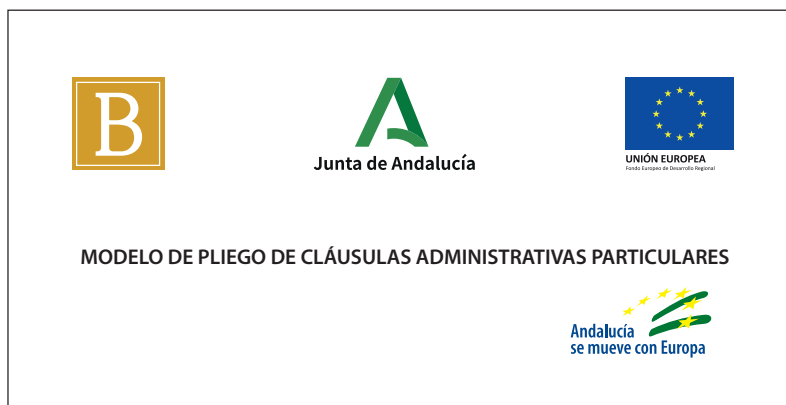 B
Junta de Andalucía
UNIÓN EUROPEA
Fondo Europeo de Desarrollo Regional
MODELO DE PLIEGO DE CLÁUSULAS ADMINISTRATIVAS PARTICULARES
Andalucía
se mueve con Europa